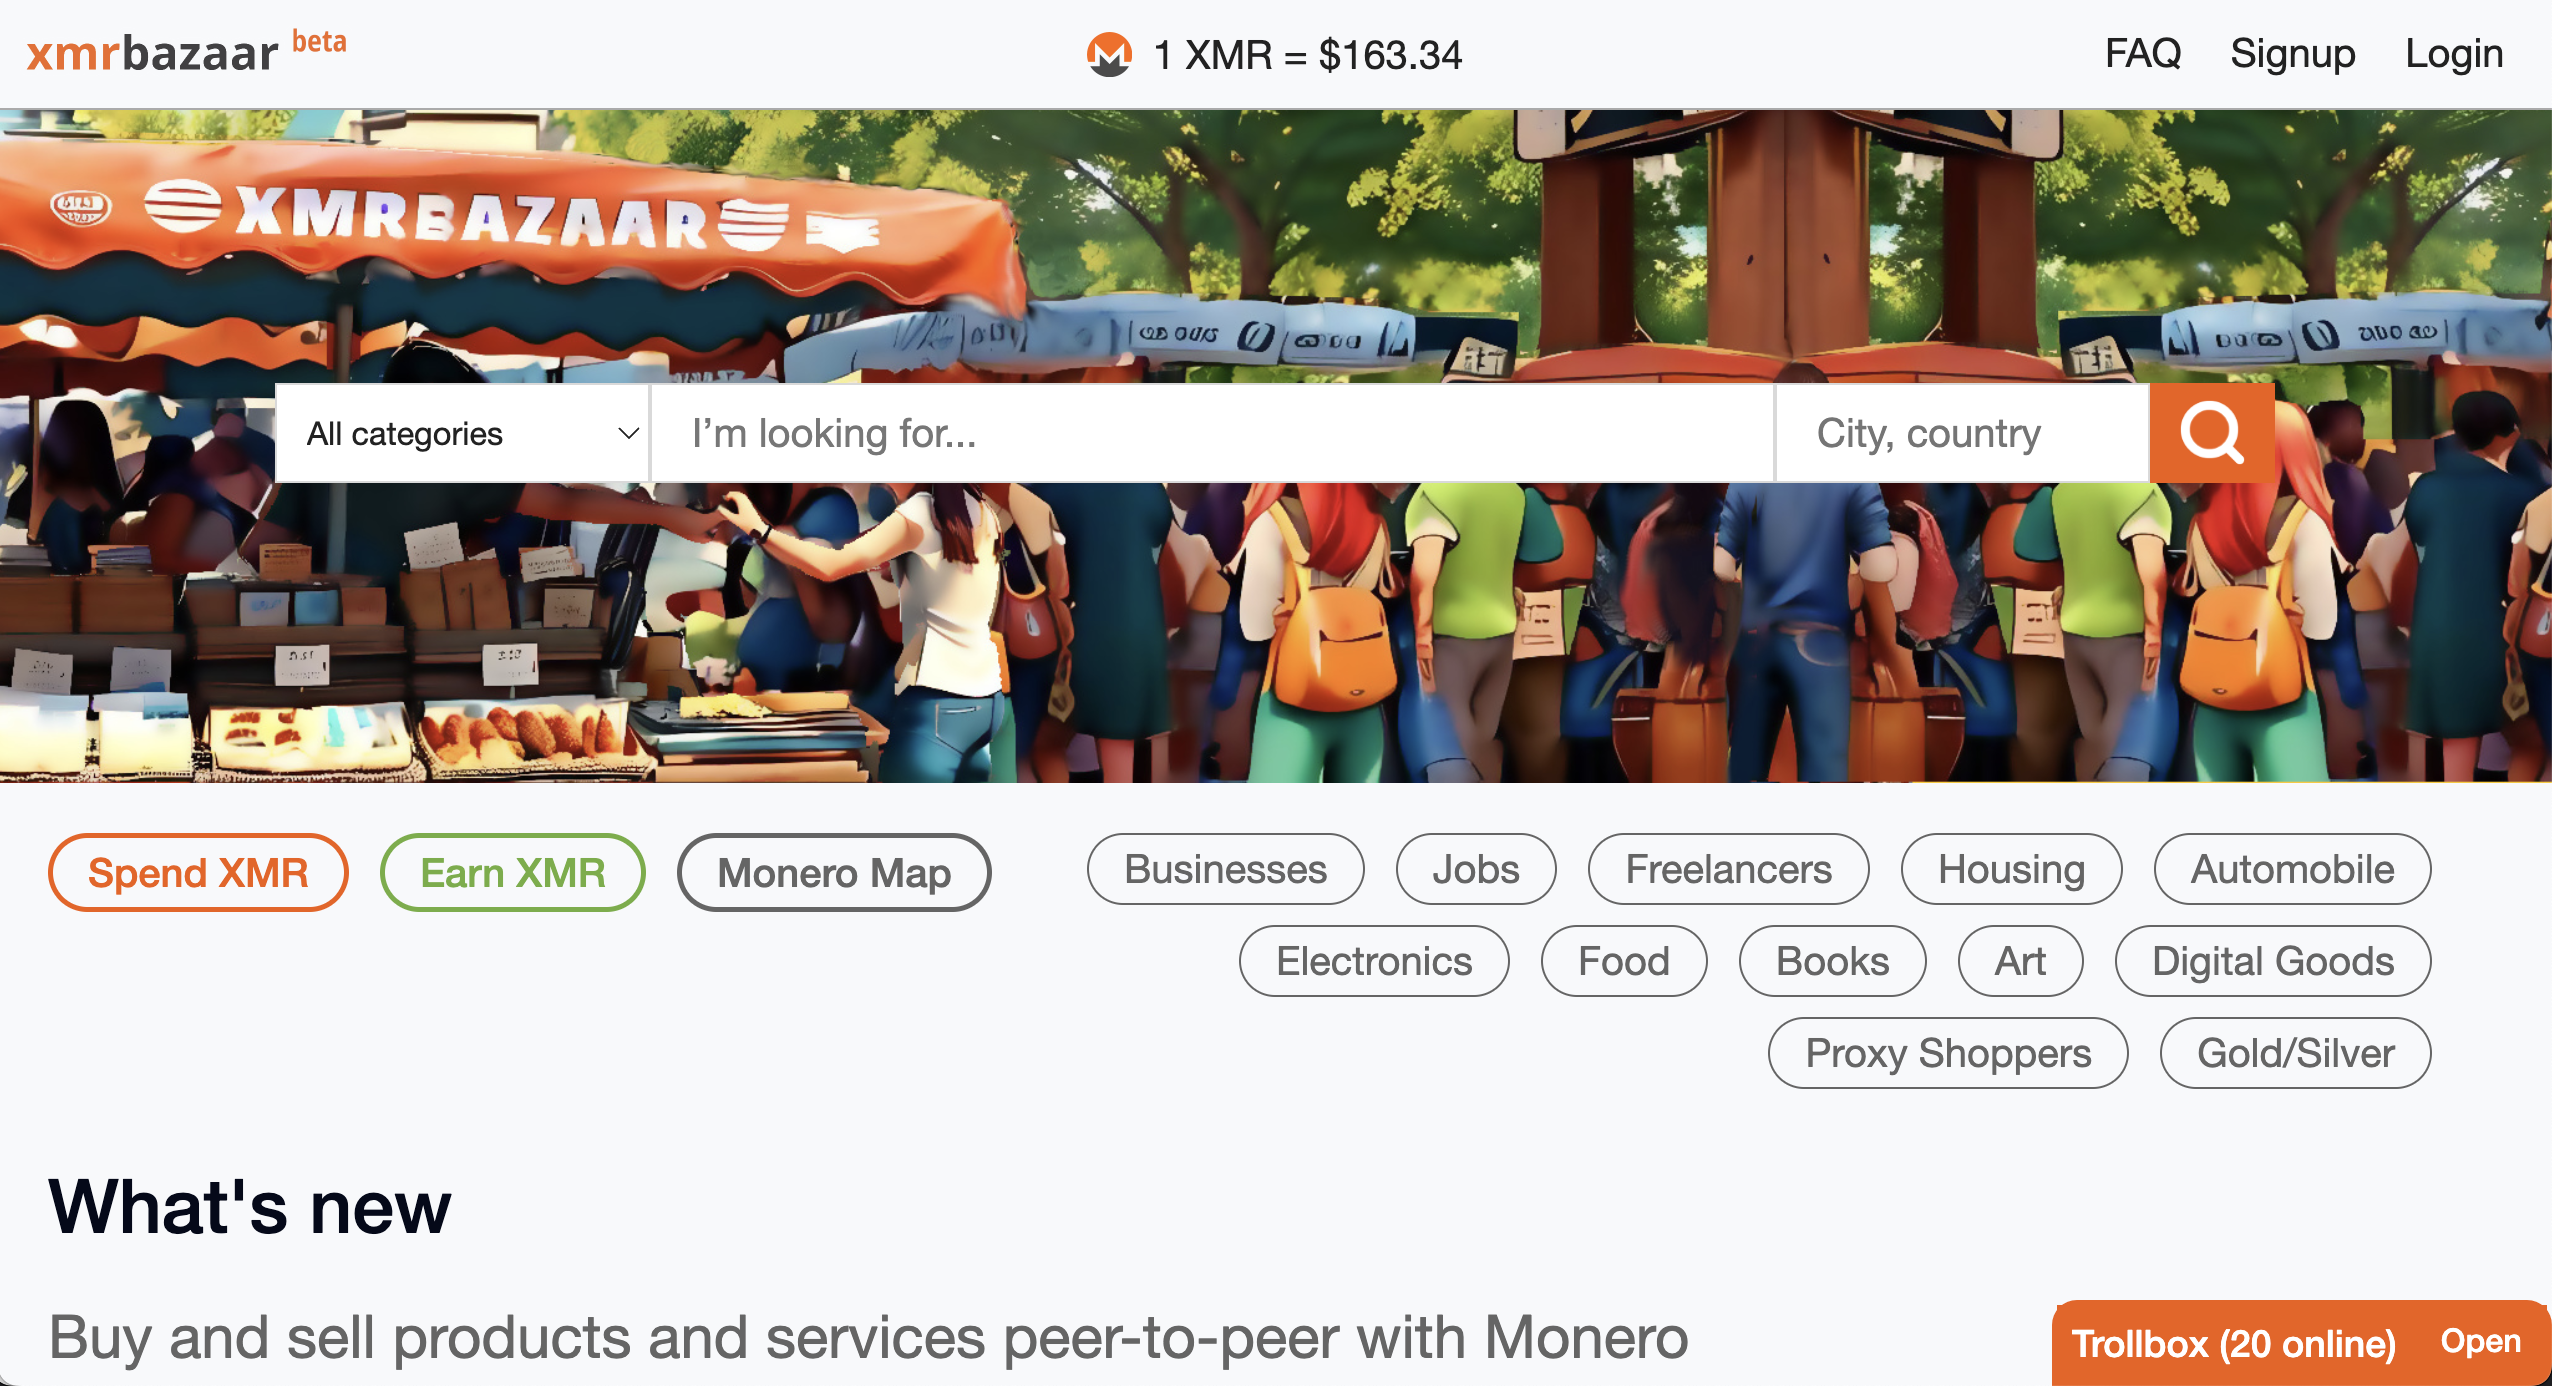 xmrbazaar beta
1 XMR = $163.34
FAQ Signup Login
XMRBAZAAR
All categories
I’m looking for...
City, country
Spend XMR Earn XMR Monero Map
Businesses Jobs Freelancers Housing Automobile
Electronics Food Books Art Digital Goods
Proxy Shoppers Gold/Silver
What's new
Buy and sell products and services peer-to-peer with Monero
Trollbox (20 online) Open